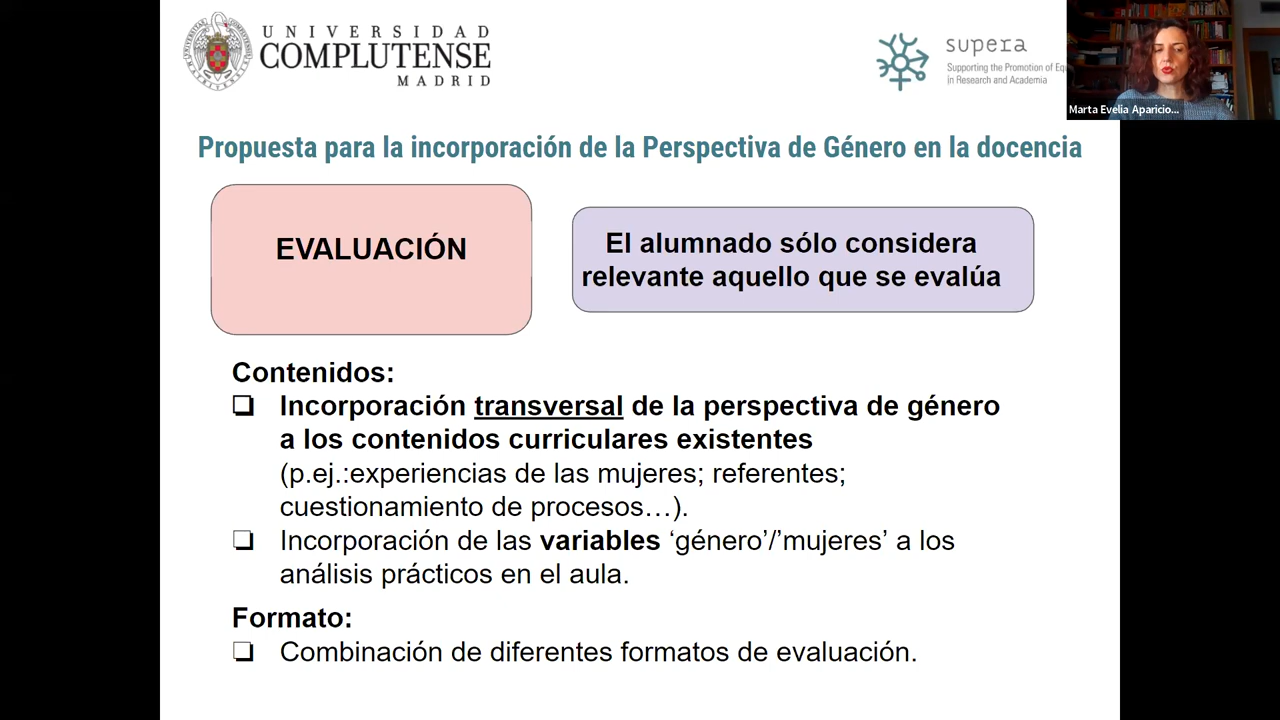 UNIVERSIDAD
COMPLUTENSE
MADRID
supera
Supporting the Promotion of Equ
in Research and Academia
Marta Evelia Aparicio...
Propuesta para la incorporación de la Perspectiva de Género en la docencia
EVALUACIÓN
El alumnado sólo considera
relevante aquello que se evalúa
Contenidos:
❑ Incorporación transversal de la perspectiva de género
a los contenidos curriculares existentes
(p.ej.:experiencias de las mujeres; referentes;
cuestionamiento de procesos…).
❑ Incorporación de las variables ‘género’/’mujeres’ a los
análisis prácticos en el aula.
Formato:
❑ Combinación de diferentes formatos de evaluación.